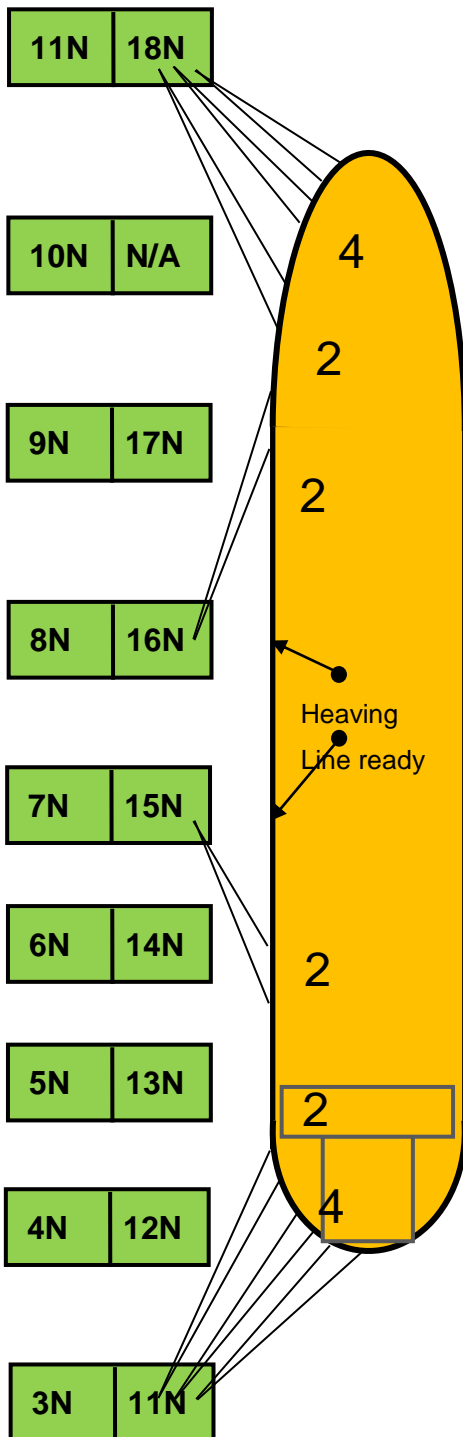 11N 18N
4
10N N/A
2
9N 17N
2
8N 16N
Heaving
Line ready
7N 15N
6N 14N
2
5N 13N
2
4N 12N
4
3N 11N